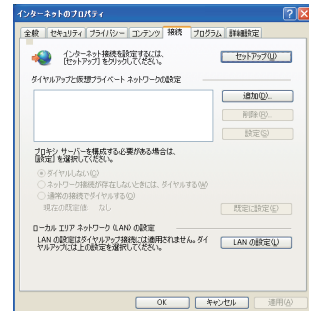 インターネットのプロパティ
全般 セキュリティ プライバシー コンテンツ 接続 プログラム 詳細設定
インターネット接続を設定するには、
[セットアップ] をクリックしてください。
セットアップ(U)
ダイヤルアップと仮想プライベート ネットワークの設定
追加(D)...
削除(R)...
設定(S)
プロキシ サーバーを構成する必要がある場合は、
[設定] を選択してください。
ダイヤルしない(C)
ネットワーク接続が存在しないときには、ダイヤルする(W)
通常の接続でダイヤルする(O)
現在の既定値: なし
既定に設定(E)
ローカル エリア ネットワーク (LAN) の設定
LAN の設定はダイヤルアップ接続には適用されません。ダイ
ヤルアップには上の設定を選択してください。
LAN の設定(L)
OK キャンセル 適用(A)